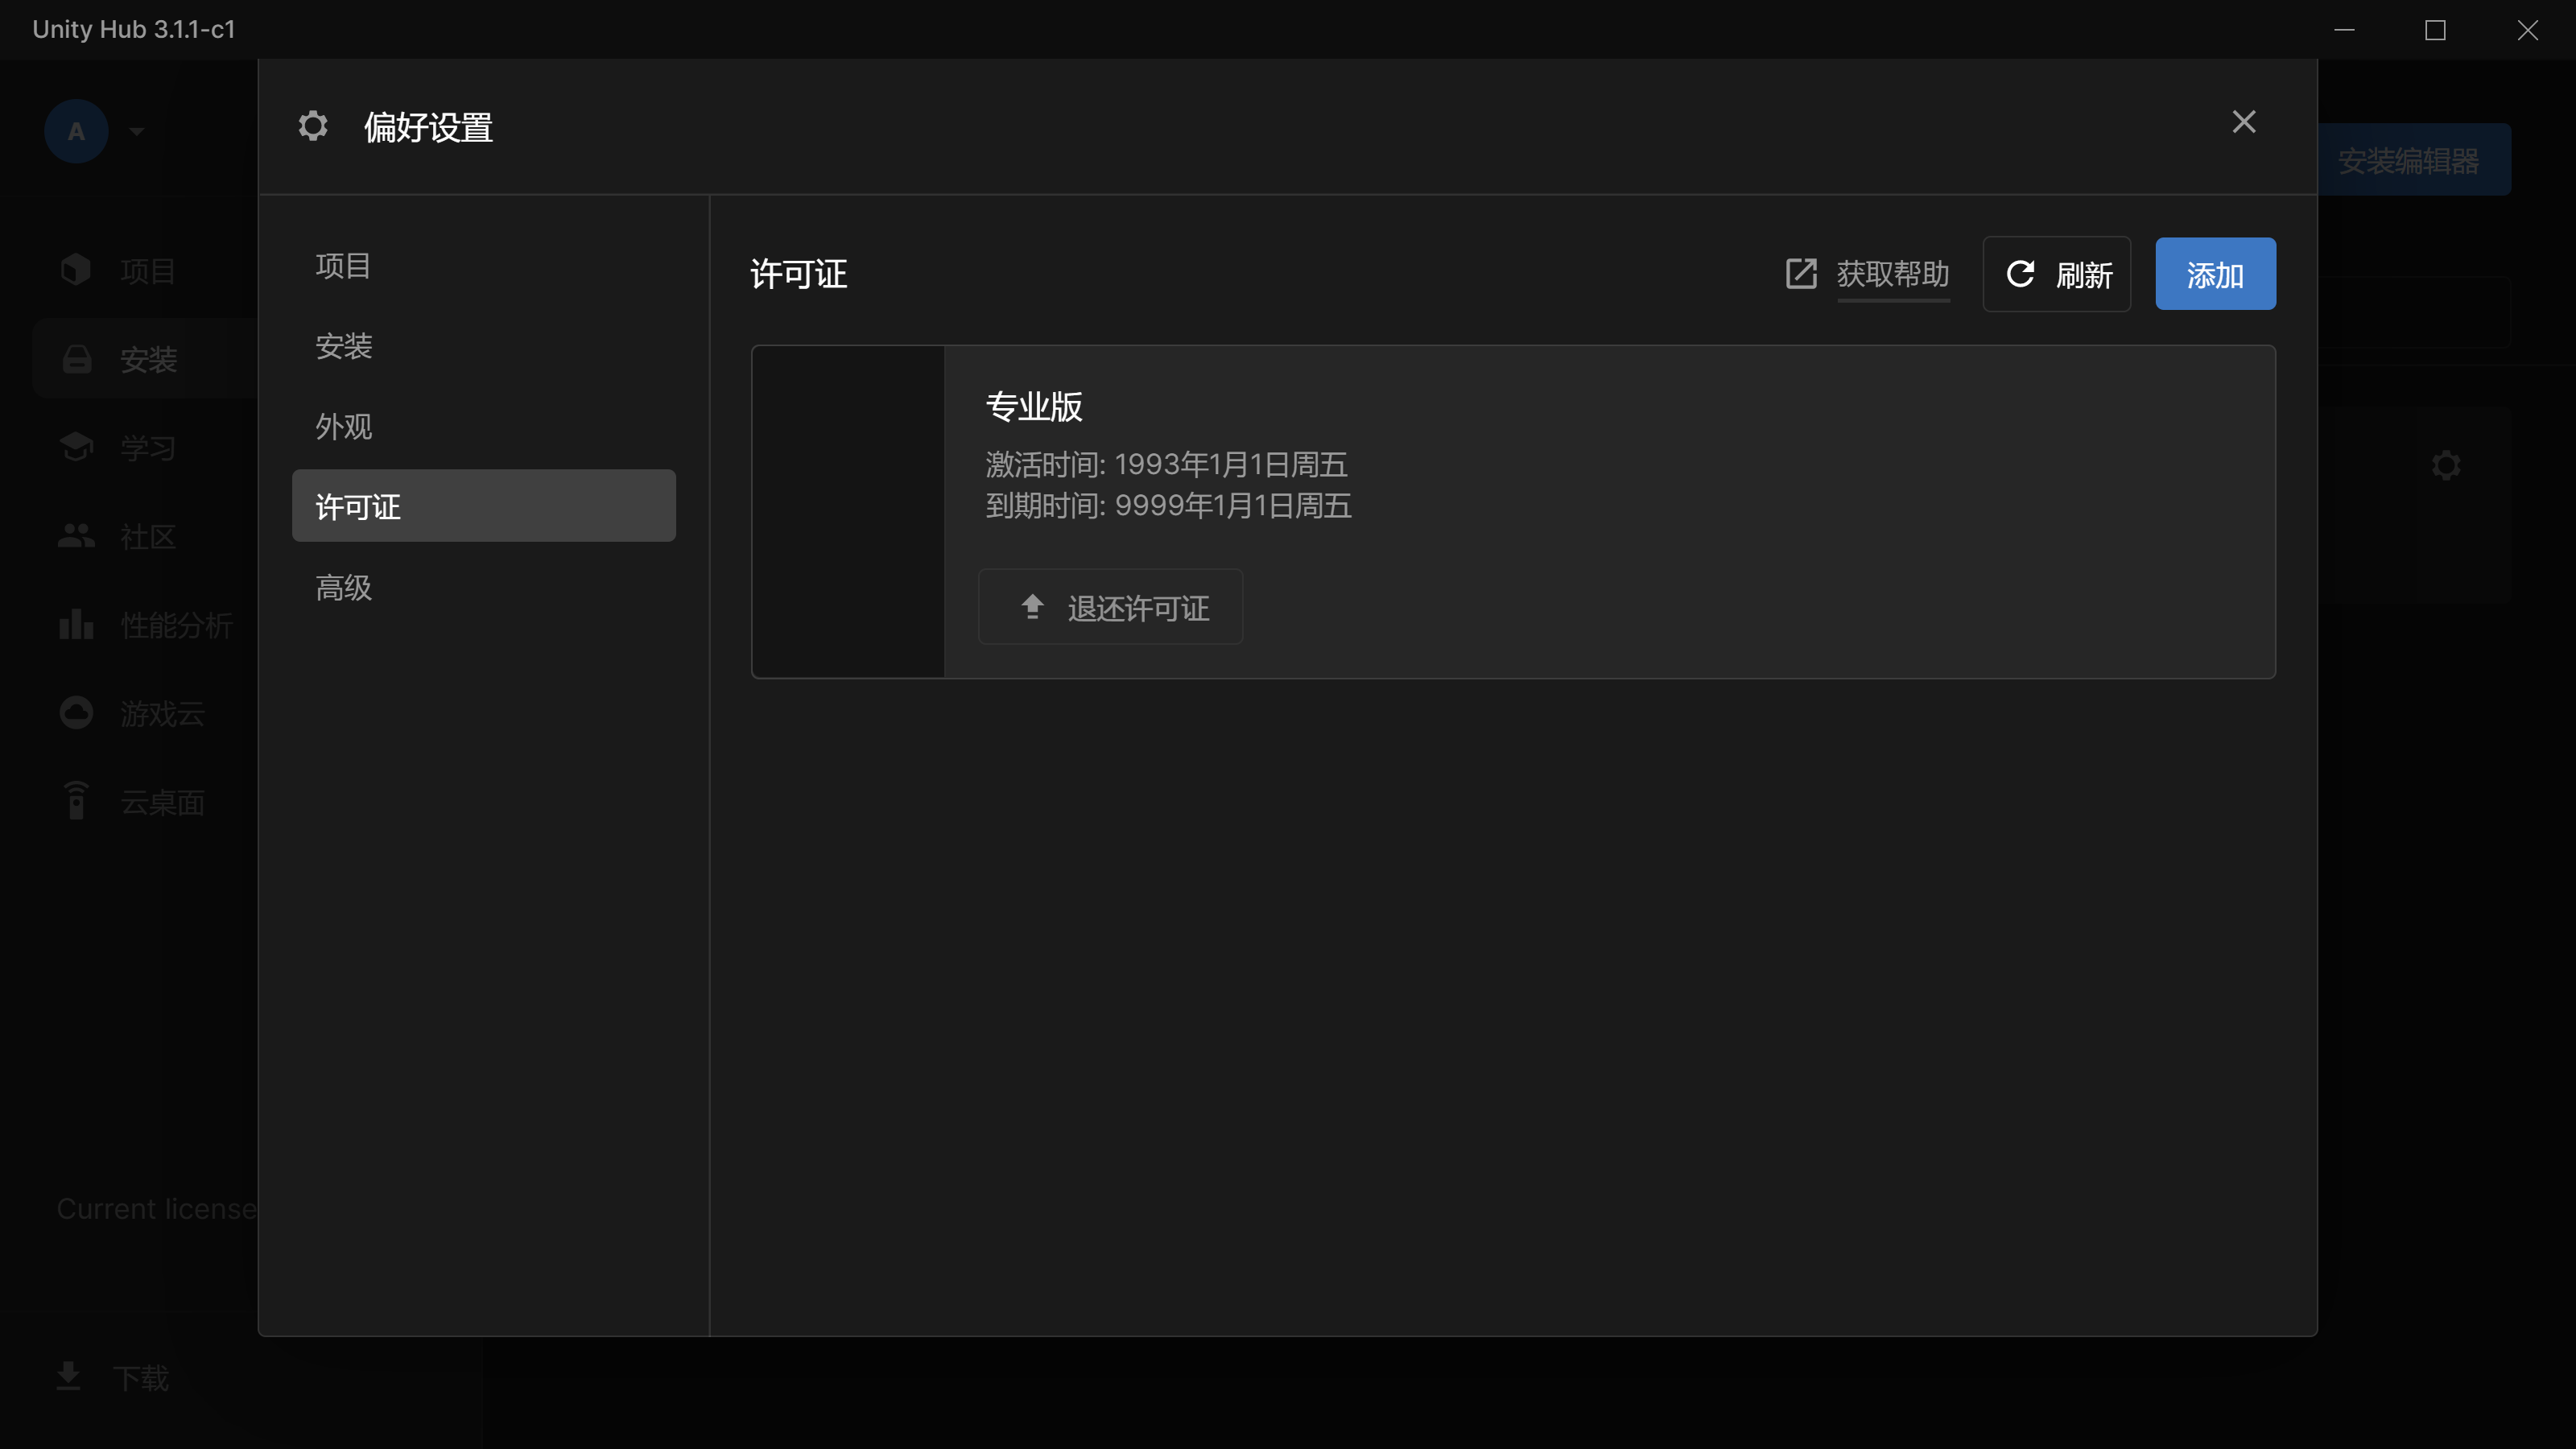 Unity Hub 3.1.1-c1
A
偏好设置
安装编辑器
项目
安装
学习
社区
性能分析
游戏云
云桌面
Current license
下载
项目
安装
外观
许可证
高级
许可证
获取帮助
刷新
添加
专业版
激活时间: 1993年1月1日周五
到期时间: 9999年1月1日周五
退还许可证